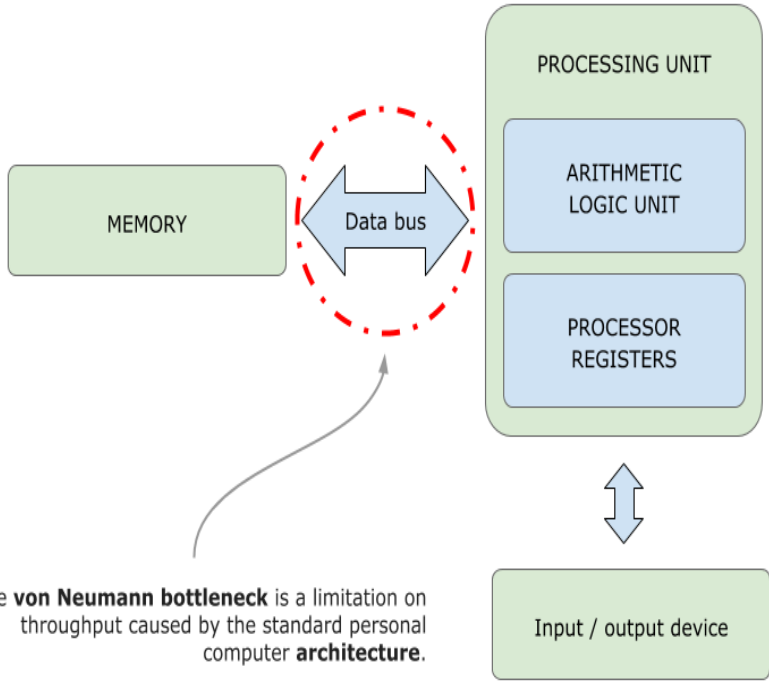 PROCESSING UNIT
ARITHMETIC
LOGIC UNIT
MEMORY
Data bus
PROCESSOR
REGISTERS
e von Neumann bottleneck is a limitation on
throughput caused by the standard personal
computer architecture.
Input / output device